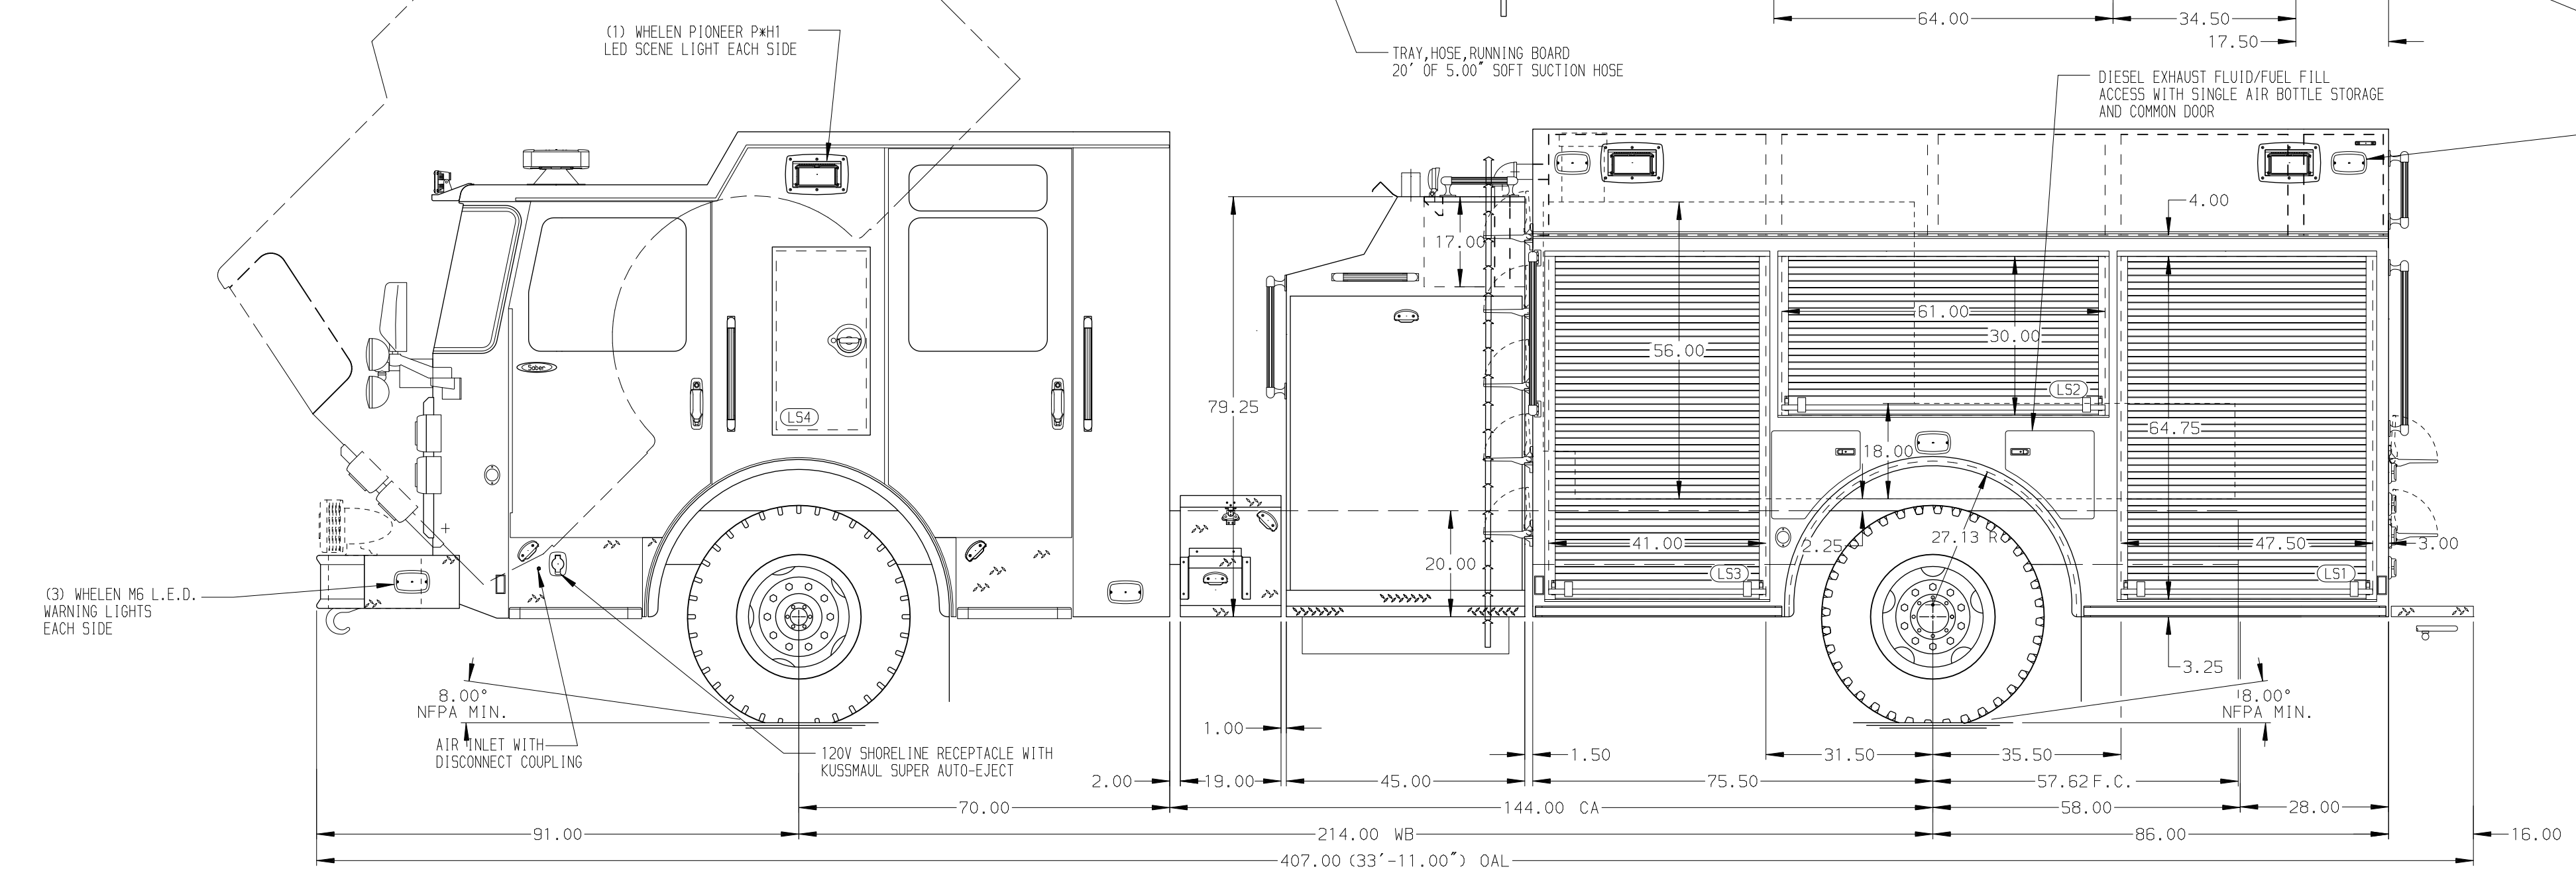 64.00
34.50
17.50
(1) WHELEN PIONEER P*H1
LED SCENE LIGHT EACH SIDE
TRAY,HOSE,RUNNING BOARD
20' OF 5.00" SOFT SUCTION HOSE
DIESEL EXHAUST FLUID/FUEL FILL
ACCESS WITH SINGLE AIR BOTTLE STORAGE
AND COMMON DOOR
4.00
17.00
61.00
30.00
56.00
Saber
LS4
LS2
79.25
64.75
18.00
2.25
27.13 R
41.00
47.50
3.00
20.00
LS3
LS1
(3) WHELEN M6 L.E.D.
WARNING LIGHTS
EACH SIDE
3.25
8.00°
NFPA MIN.
8.00°
NFPA MIN.
AIR INLET WITH
DISCONNECT COUPLING
120V SHORELINE RECEPTACLE WITH
KUSSMAUL SUPER AUTO-EJECT
1.00
1.50
31.50
35.50
2.00
19.00
45.00
75.50
57.62 F.C.
70.00
144.00 CA
58.00
28.00
91.00
214.00 WB
86.00
16.00
407.00 (33'-11.00") OAL